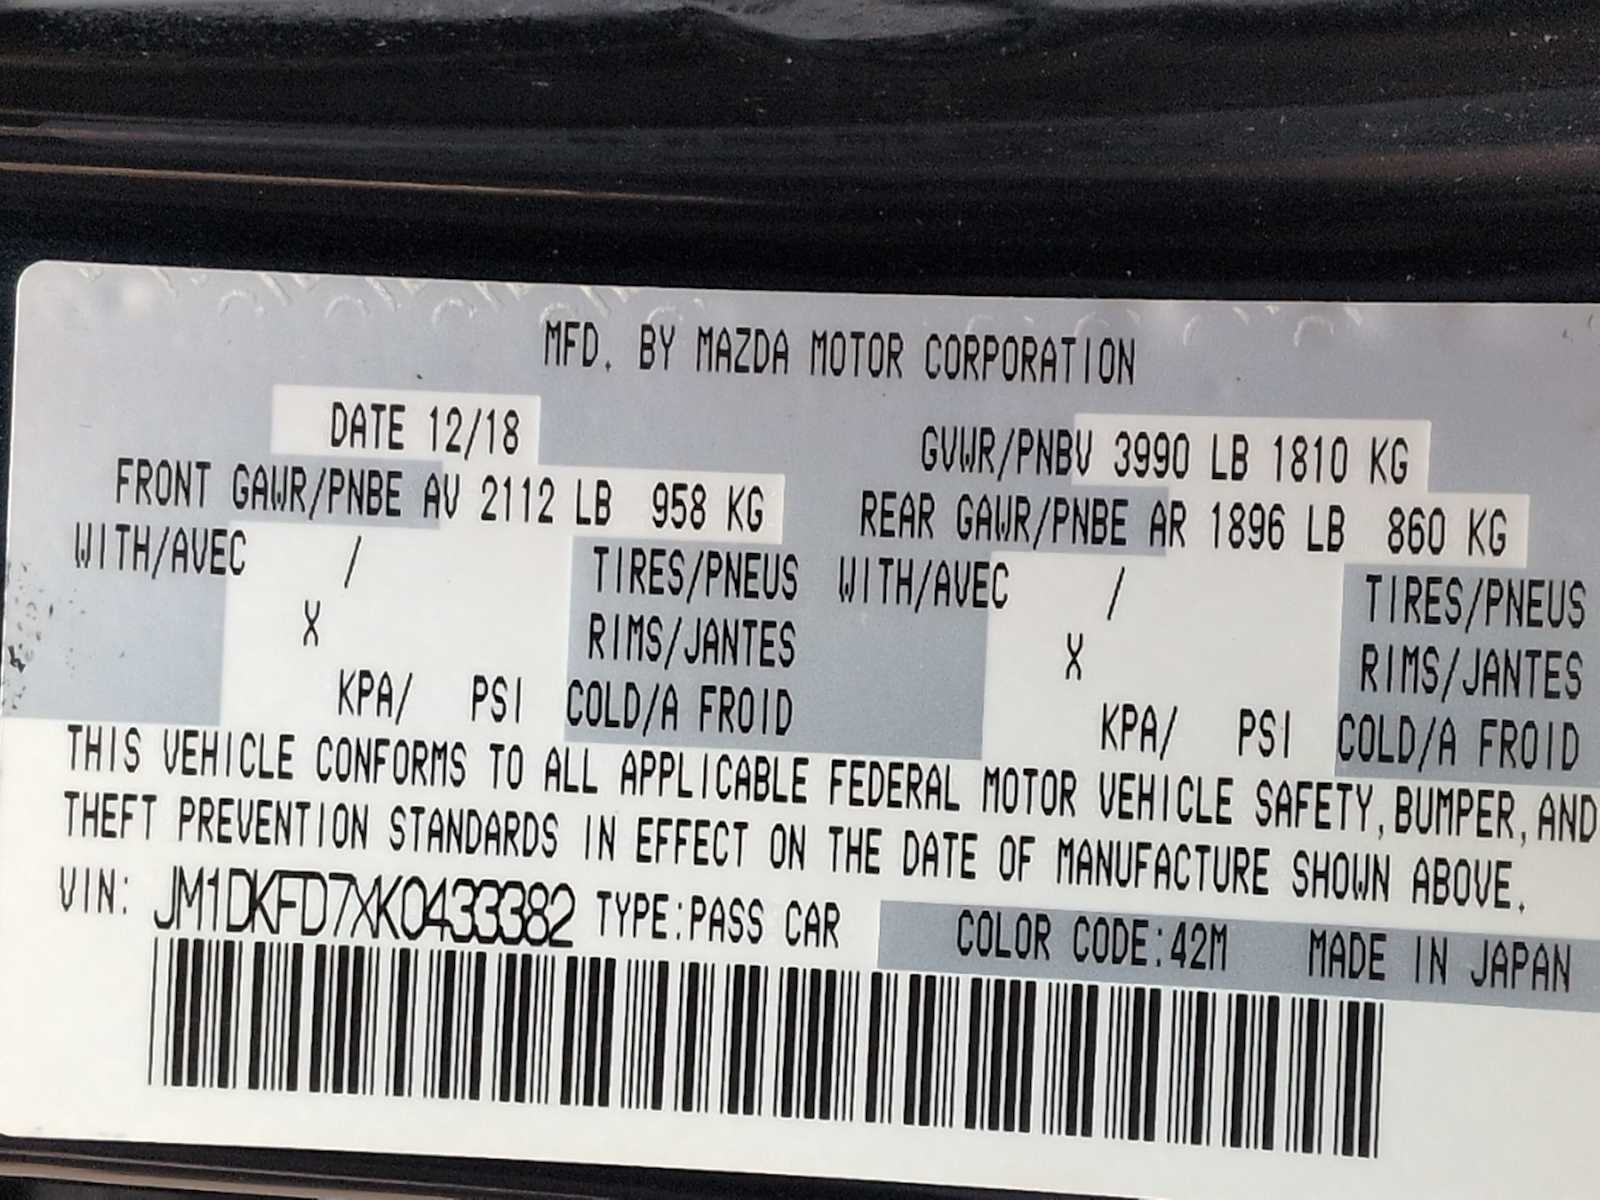 MFD. BY MAZDA MOTOR CORPORATION
DATE 12/18 GVWR/PNBV 3990 LB 1810 KG
FRONT GAWR/PNBE AV 2112 LB 958 KG REAR GAWR/PNBE AR 1896 LB 860 KG
WITH/AVEC / TIRES/PNEUS WITH/AVEC / TIRES/PNEUS
X RIMS/JANTES X RIMS/JANTES
KPA/ PSI COLD/A FROID KPA/ PSI COLD/A FROID
THIS VEHICLE CONFORMS TO ALL APPLICABLE FEDERAL MOTOR VEHICLE SAFETY, BUMPER, AND
THEFT PREVENTION STANDARDS IN EFFECT ON THE DATE OF MANUFACTURE SHOWN ABOVE.
VIN: JM1DKFD7XK0433382 TYPE:PASS CAR COLOR CODE:42M MADE IN JAPAN